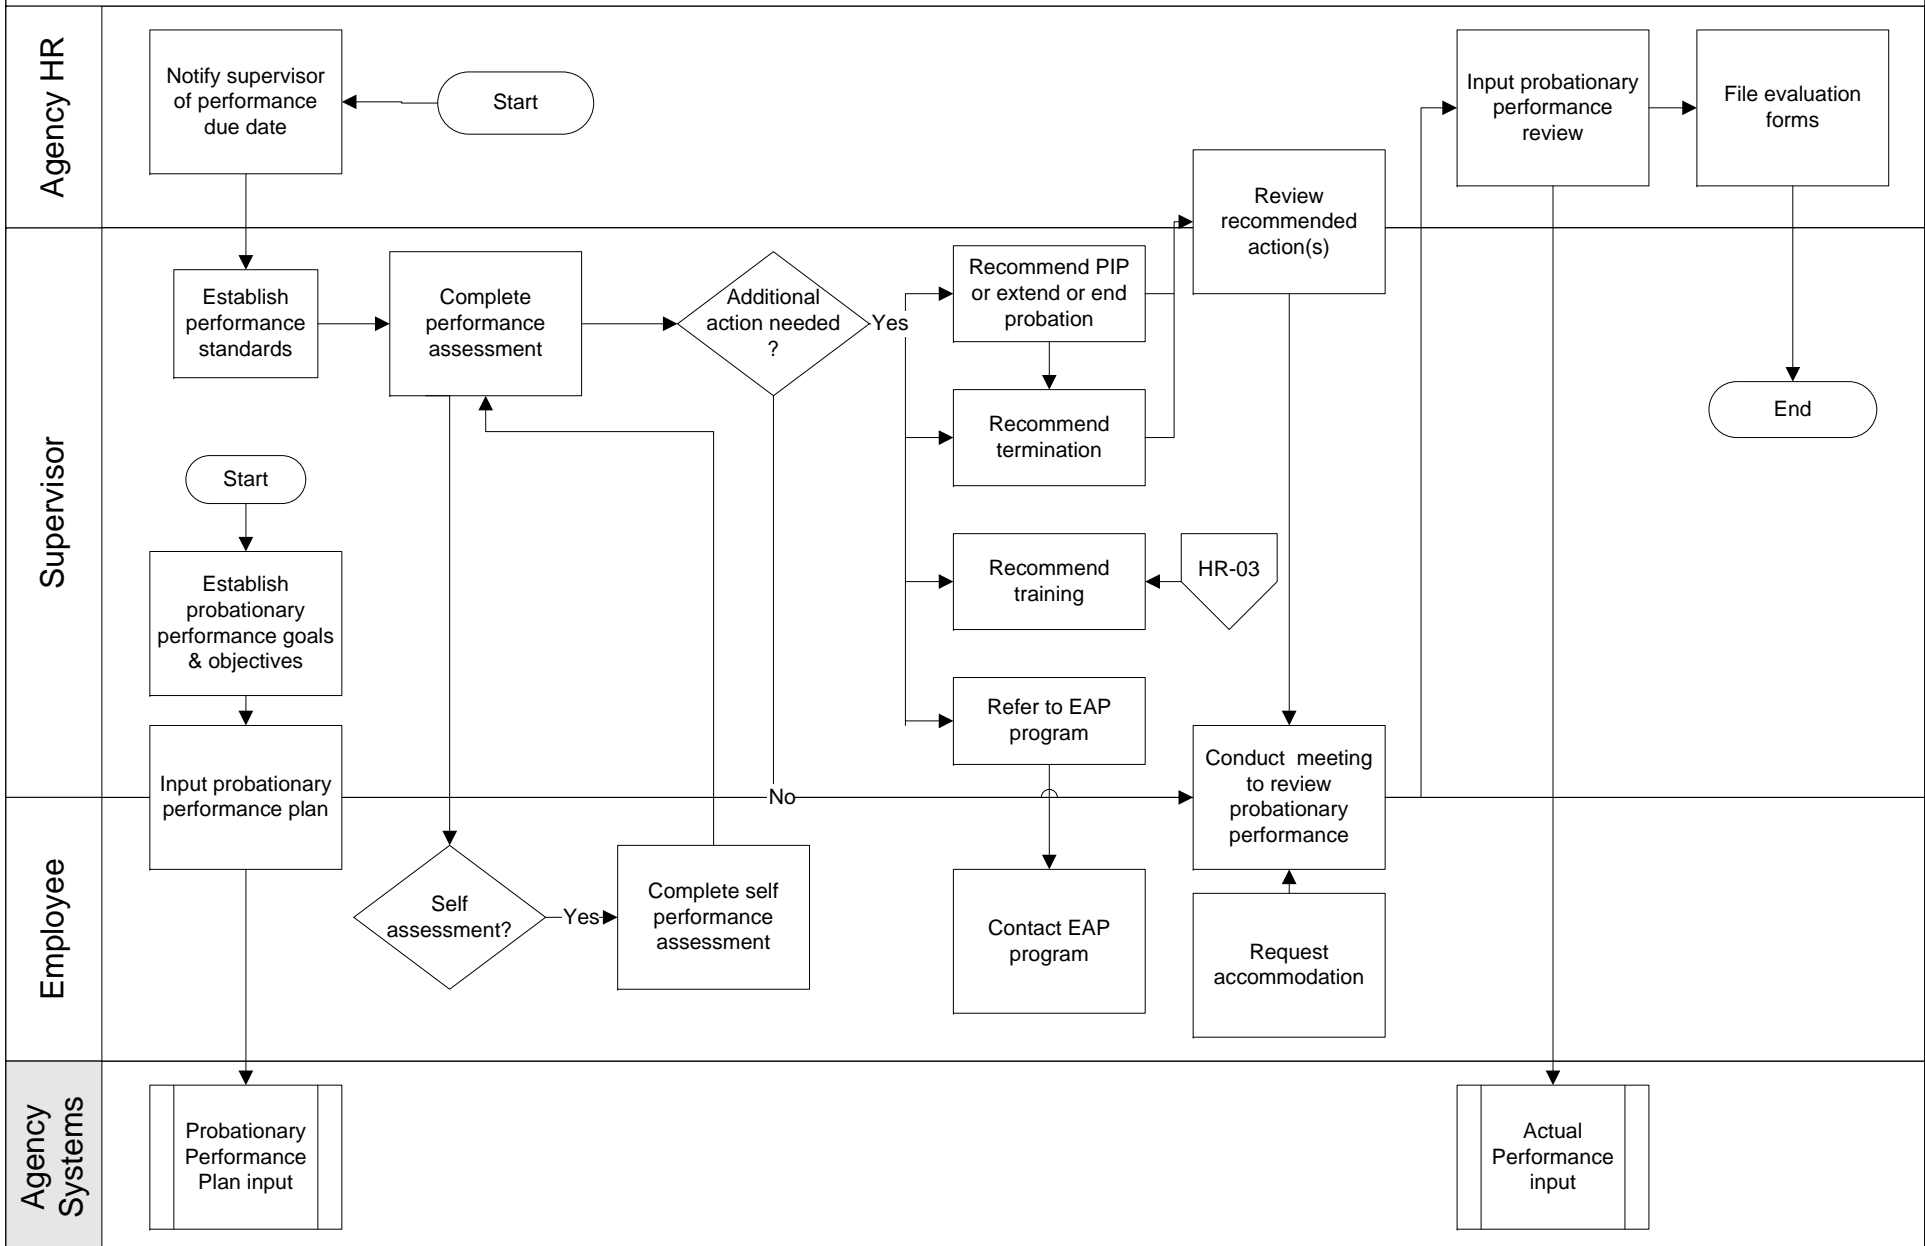 Agency HR
Notify supervisor
of performance
due date
Start
Input probationary
performance
review
File evaluation
forms
Review
recommended
action(s)
Supervisor
Establish
performance
standards
Complete
performance
assessment
Additional
action needed
?
Yes
Recommend PIP
or extend or end
probation
Recommend
termination
End
Start
Establish
probationary
performance goals
& objectives
Recommend
training
HR-03
Refer to EAP
program
Input probationary
performance plan
No
Conduct meeting
to review
probationary
performance
Employee
Self
assessment?
Yes
Complete self
performance
assessment
Contact EAP
program
Request
accommodation
Agency
Systems
Probationary
Performance
Plan input
Actual
Performance
input